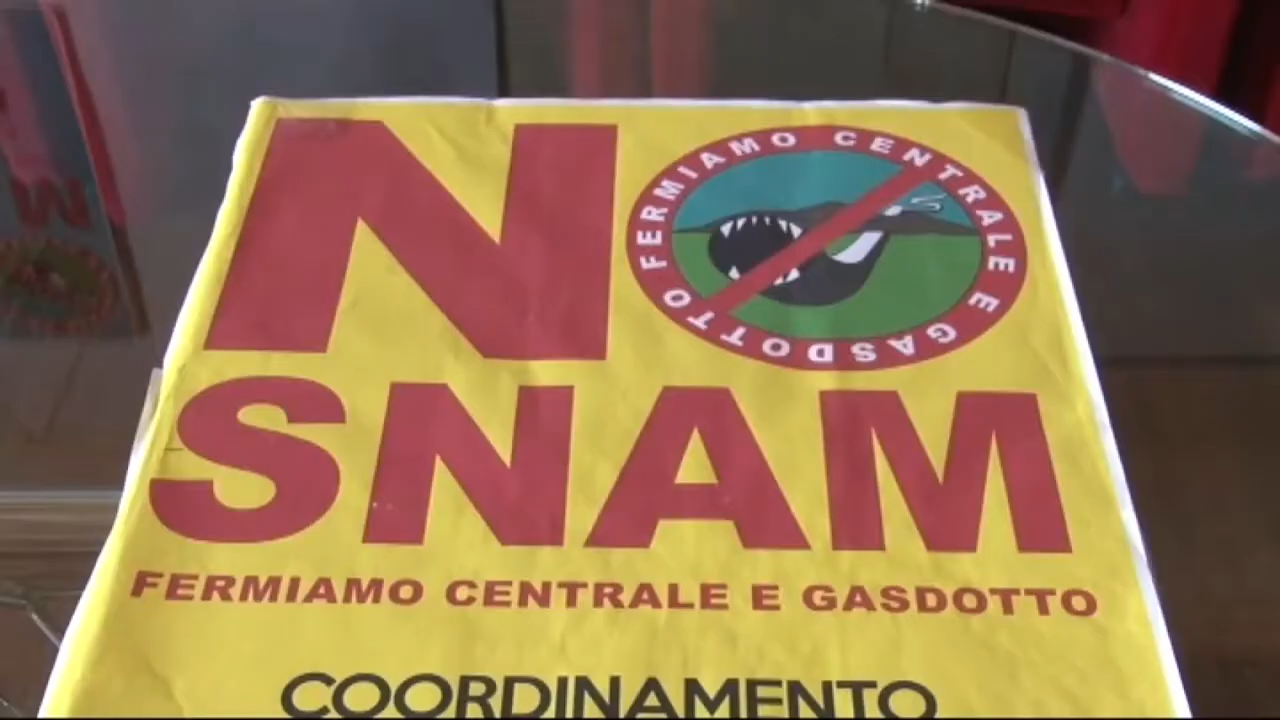 NO
FERMIAMO CENTRALE E GASDOTTO
SNAM
FERMIAMO CENTRALE E GASDOTTO
COORDINAMENTO